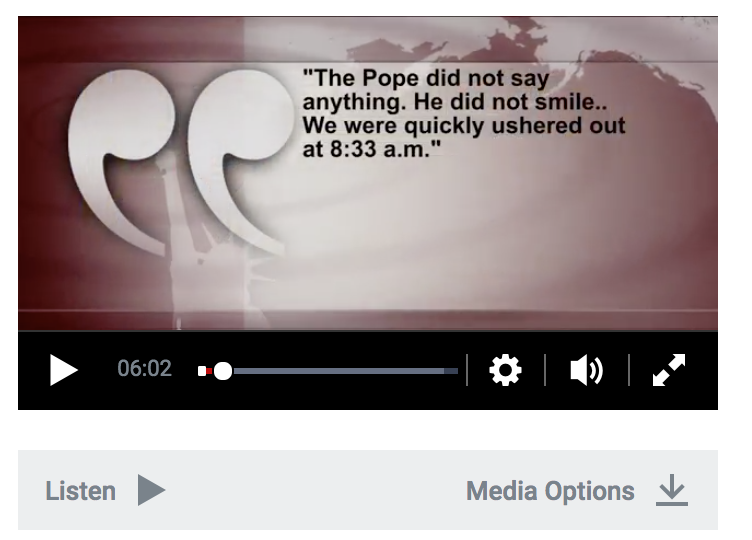 "The Pope did not say
anything. He did not smile..
We were quickly ushered out
at 8:33 a.m."
06:02
Listen
Media Options